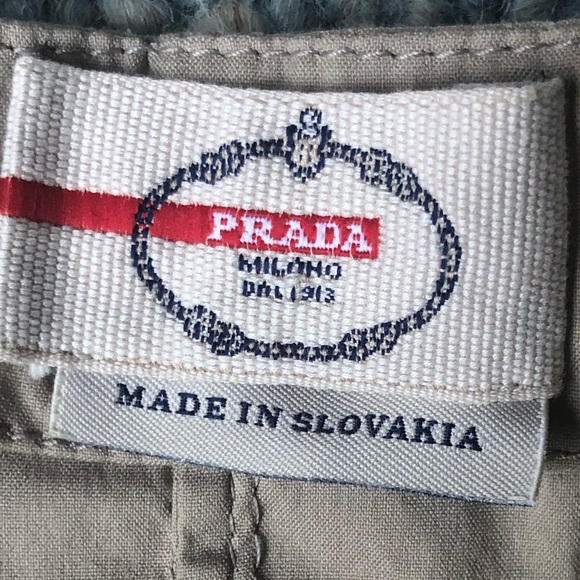 PRADA
MILANO
DAL 1913
MADE IN SLOVAKIA